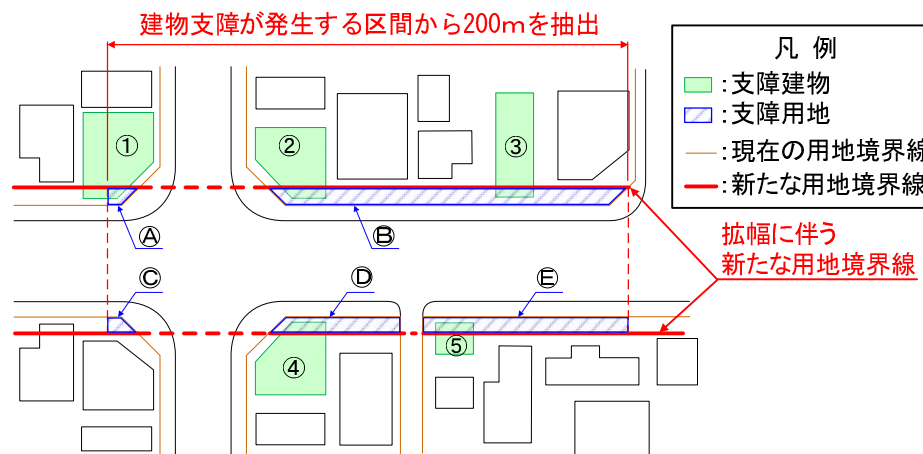 建物支障が発生する区間から200mを抽出
凡 例
:支障建物
:支障用地
:現在の用地境界線
:新たな用地境界線
①
②
③
Ⓐ
Ⓑ
拡幅に伴う
新たな用地境界線
Ⓒ
Ⓓ
Ⓔ
④
⑤